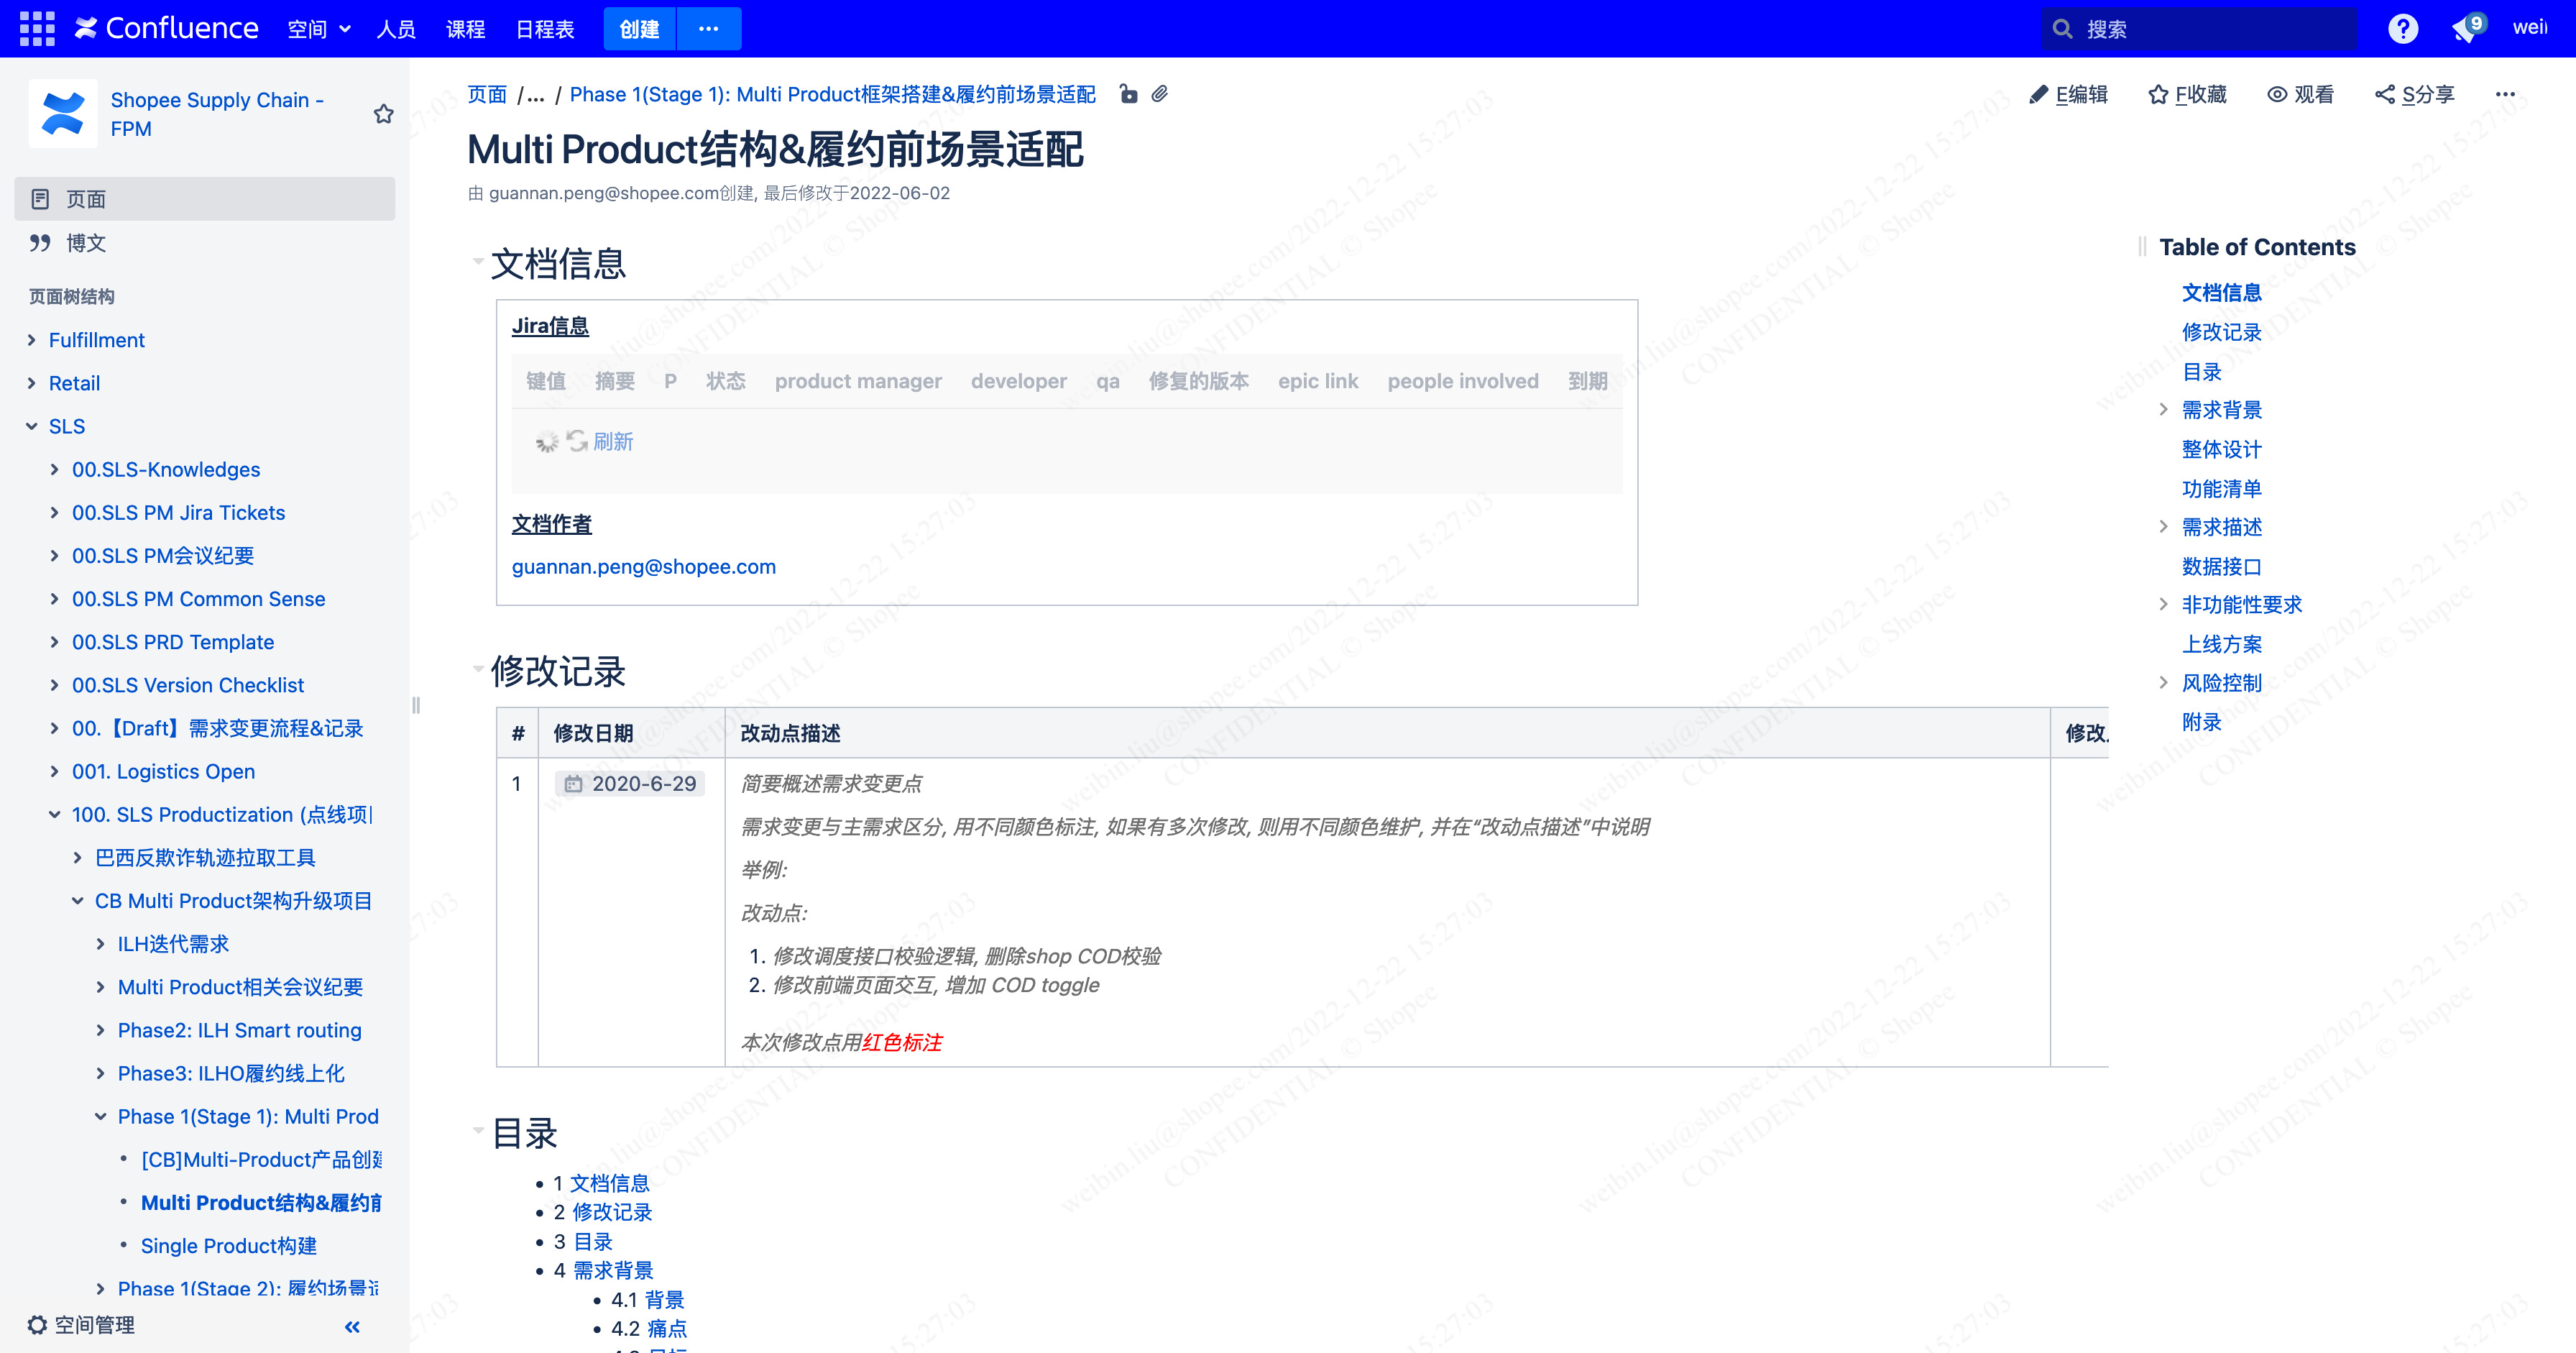 Confluence 空间 人员 课程 日程表 创建 ··· 搜索 9
Shopee Supply Chain -
FPM
页面
博文
页面树结构
Fulfillment
Retail
SLS
00.SLS-Knowledges
00.SLS PM Jira Tickets
00.SLS PM会议纪要
00.SLS PM Common Sense
00.SLS PRD Template
00.SLS Version Checklist
00.【Draft】需求变更流程&记录
001. Logistics Open
100. SLS Productization (点线项
巴西反欺诈轨迹拉取工具
CB Multi Product架构升级项目
ILH迭代需求
Multi Product相关会议纪要
Phase2: ILH Smart routing
Phase3: ILHO履约线上化
Phase 1(Stage 1): Multi Prod
[CB]Multi-Product产品创建
Multi Product结构&履约前
Single Product构建
Phase 1(Stage 2): 履约场景
空间管理
页面 /... / Phase 1(Stage 1): Multi Product框架搭建&履约前场景适配
E编辑 F收藏 观看 S分享 ···
Multi Product结构&履约前场景适配
由 guannan.peng@shopee.com创建, 最后修改于2022-06-02
文档信息
Jira信息
键值 摘要 P 状态 product manager developer qa 修复的版本 epic link people involved 到期
刷新
文档作者
guannan.peng@shopee.com
修改记录
# 修改日期 改动点描述 修改
1 2020-6-29 简要概述需求变更点
需求变更与主需求区分, 用不同颜色标注, 如果有多次修改, 则用不同颜色维护, 并在“改动点描述”中说明
举例:
改动点:
1. 修改调度接口校验逻辑, 删除shop COD校验
2. 修改前端页面交互, 增加 COD toggle
本次修改点用红色标注
目录
1 文档信息
2 修改记录
3 目录
4 需求背景
4.1 背景
4.2 痛点
Table of Contents
文档信息
修改记录
目录
需求背景
整体设计
功能清单
需求描述
数据接口
非功能性要求
上线方案
风险控制
附录
weibin.liu@shopee.com/2022-12-22 15:27:03
CONFIDENTIAL © Shopee